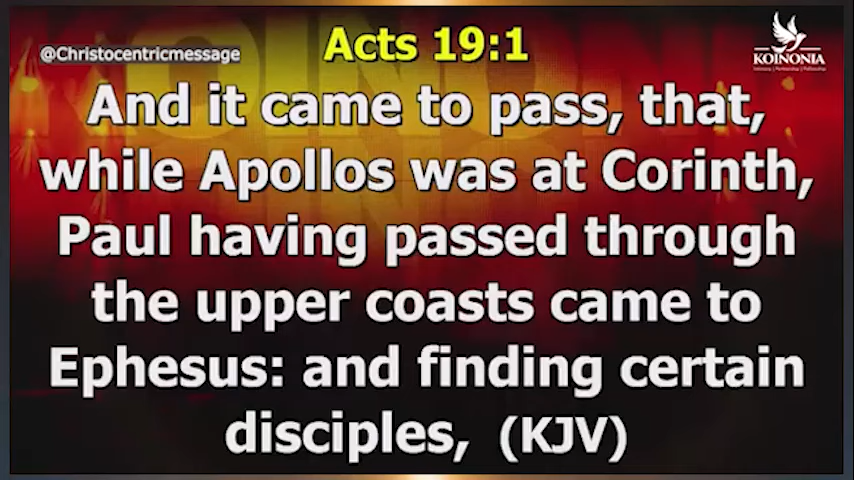 @Christocentricmessage
Acts 19:1
KOINONIA
And it came to pass, that,
while Apollos was at Corinth,
Paul having passed through
the upper coasts came to
Ephesus: and finding certain
disciples, (KJV)